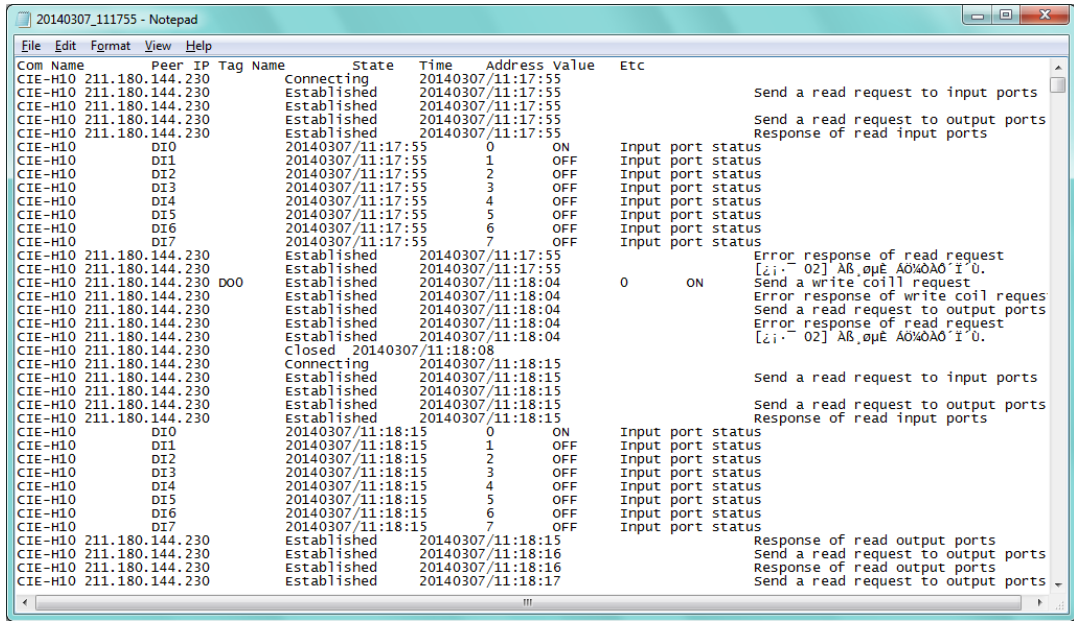 20140307_111755 - Notepad
File Edit Format View Help
Com Name Peer IP Tag Name State Time Address Value Etc
CIE-H10 211.180.144.230 Connecting 20140307/11:17:55
CIE-H10 211.180.144.230 Established 20140307/11:17:55 Send a read request to input ports
CIE-H10 211.180.144.230 Established 20140307/11:17:55
CIE-H10 211.180.144.230 Established 20140307/11:17:55 Send a read request to output ports
CIE-H10 211.180.144.230 Established 20140307/11:17:55 Response of read input ports
CIE-H10 DI0 20140307/11:17:55 0 ON Input port status
CIE-H10 DI1 20140307/11:17:55 1 OFF Input port status
CIE-H10 DI2 20140307/11:17:55 2 OFF Input port status
CIE-H10 DI3 20140307/11:17:55 3 OFF Input port status
CIE-H10 DI4 20140307/11:17:55 4 OFF Input port status
CIE-H10 DI5 20140307/11:17:55 5 OFF Input port status
CIE-H10 DI6 20140307/11:17:55 6 OFF Input port status
CIE-H10 DI7 20140307/11:17:55 7 OFF Input port status
CIE-H10 211.180.144.230 Established 20140307/11:17:55 Error response of read request
CIE-H10 211.180.144.230 Established 20140307/11:17:55 [¿¡·¯ 02] Àß¸øµÈ ÁÖ¼ÒÀÔ´Ï´Ù.
CIE-H10 211.180.144.230 DO0 Established 20140307/11:18:04 0 ON Send a write coill request
CIE-H10 211.180.144.230 Established 20140307/11:18:04 Error response of write coil reques
CIE-H10 211.180.144.230 Established 20140307/11:18:04 Send a read request to output ports
CIE-H10 211.180.144.230 Established 20140307/11:18:04 Error response of read request
CIE-H10 211.180.144.230 Established 20140307/11:18:04 [¿¡·¯ 02] Àß¸øµÈ ÁÖ¼ÒÀÔ´Ï´Ù.
CIE-H10 211.180.144.230 Closed 20140307/11:18:08
CIE-H10 211.180.144.230 Connecting 20140307/11:18:15
CIE-H10 211.180.144.230 Established 20140307/11:18:15 Send a read request to input ports
CIE-H10 211.180.144.230 Established 20140307/11:18:15
CIE-H10 211.180.144.230 Established 20140307/11:18:15 Send a read request to output ports
CIE-H10 211.180.144.230 Established 20140307/11:18:15 Response of read input ports
CIE-H10 DI0 20140307/11:18:15 0 ON Input port status
CIE-H10 DI1 20140307/11:18:15 1 OFF Input port status
CIE-H10 DI2 20140307/11:18:15 2 OFF Input port status
CIE-H10 DI3 20140307/11:18:15 3 OFF Input port status
CIE-H10 DI4 20140307/11:18:15 4 OFF Input port status
CIE-H10 DI5 20140307/11:18:15 5 OFF Input port status
CIE-H10 DI6 20140307/11:18:15 6 OFF Input port status
CIE-H10 DI7 20140307/11:18:15 7 OFF Input port status
CIE-H10 211.180.144.230 Established 20140307/11:18:15 Response of read output ports
CIE-H10 211.180.144.230 Established 20140307/11:18:16 Send a read request to output ports
CIE-H10 211.180.144.230 Established 20140307/11:18:16 Response of read output ports
CIE-H10 211.180.144.230 Established 20140307/11:18:17 Send a read request to output ports